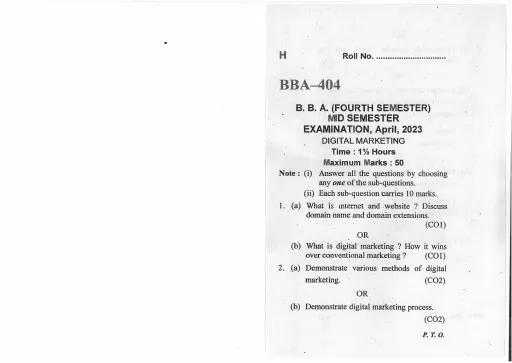 H Roll No. ..............................
BBA–404
B. B. A. (FOURTH SEMESTER)
MID SEMESTER
EXAMINATION, April, 2023
DIGITAL MARKETING
Time : 1½ Hours
Maximum Marks : 50
Note : (i) Answer all the questions by choosing
any one of the sub-questions.
(ii) Each sub-question carries 10 marks.
1. (a) What is internet and website ? Discuss
domain name and domain extensions.
(CO1)
OR
(b) What is digital marketing ? How it wins
over conventional marketing ? (CO1)
2. (a) Demonstrate various methods of digital
marketing. (CO2)
OR
(b) Demonstrate digital marketing process.
(CO2)
P. T. O.